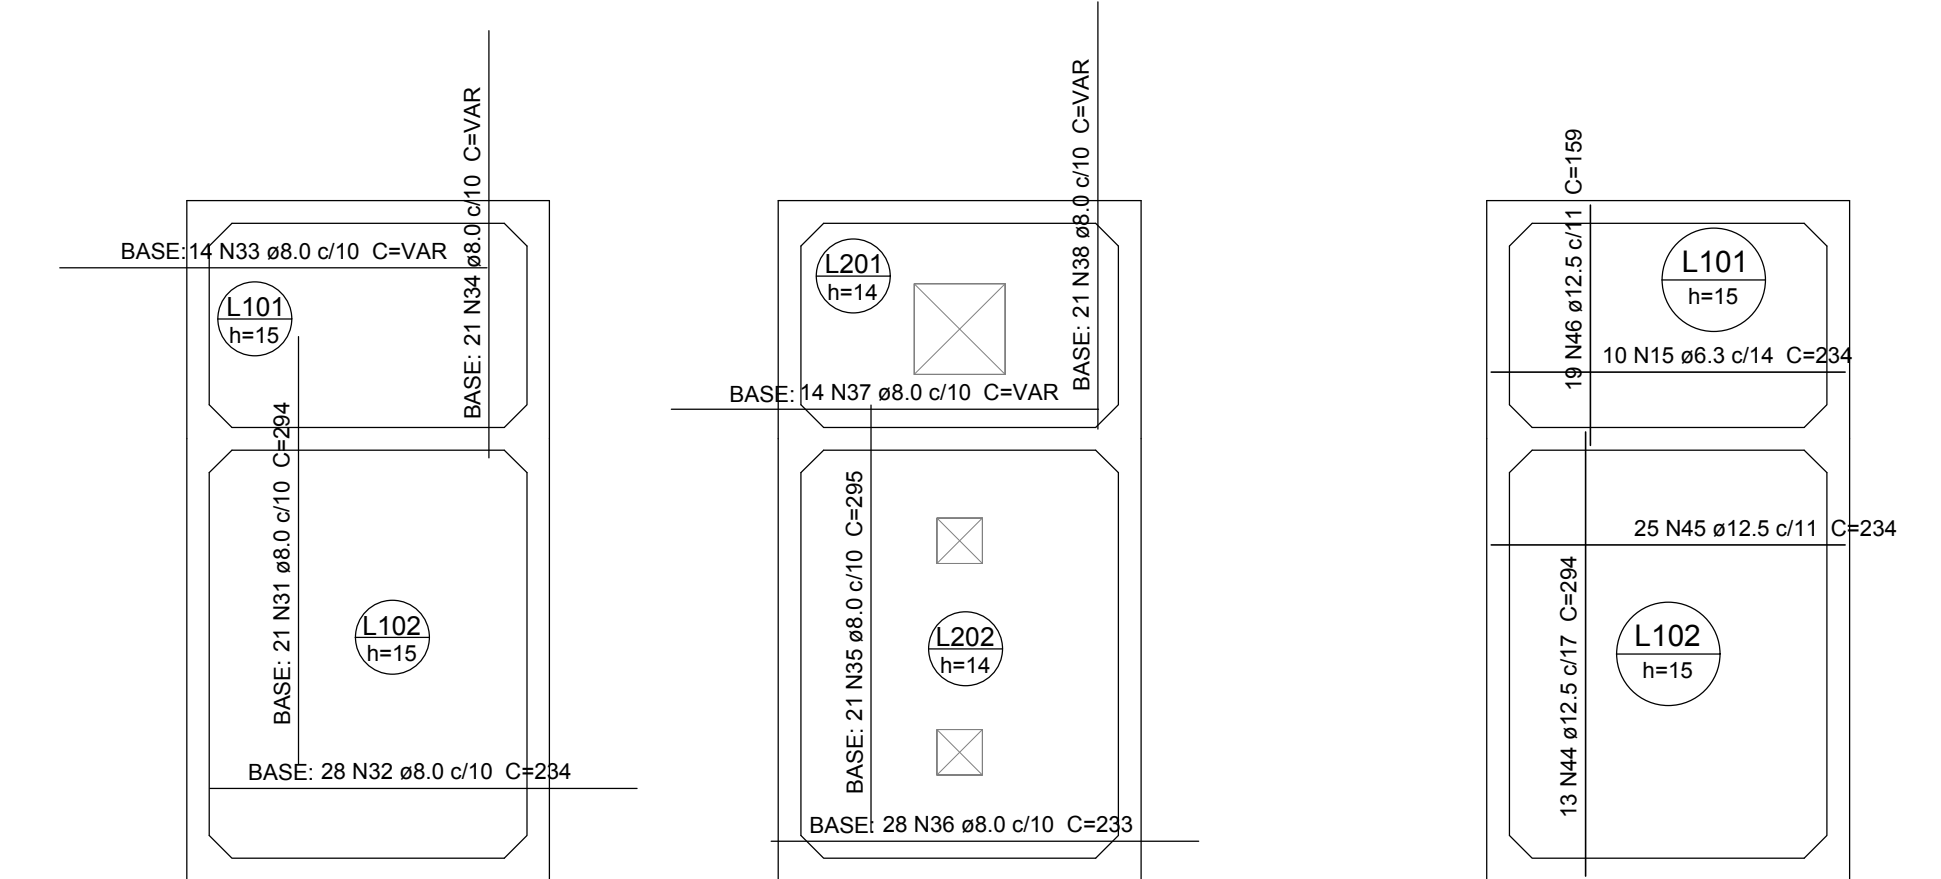 BASE: 21 N34 ø8.0 c/10 C=VAR
BASE: 14 N33 ø8.0 c/10 C=VAR
L101
h=15
BASE: 21 N31 ø8.0 c/10 C=294
L102
h=15
BASE: 28 N32 ø8.0 c/10 C=234
BASE: 21 N38 ø8.0 c/10 C=VAR
L201
h=14
BASE: 14 N37 ø8.0 c/10 C=VAR
BASE: 21 N35 ø8.0 c/10 C=295
L202
h=14
BASE: 28 N36 ø8.0 c/10 C=233
19 N46 ø12.5 c/11 C=159
L101
h=15
10 N15 ø6.3 c/14 C=234
25 N45 ø12.5 c/11 C=234
13 N44 ø12.5 c/17 C=294
L102
h=15